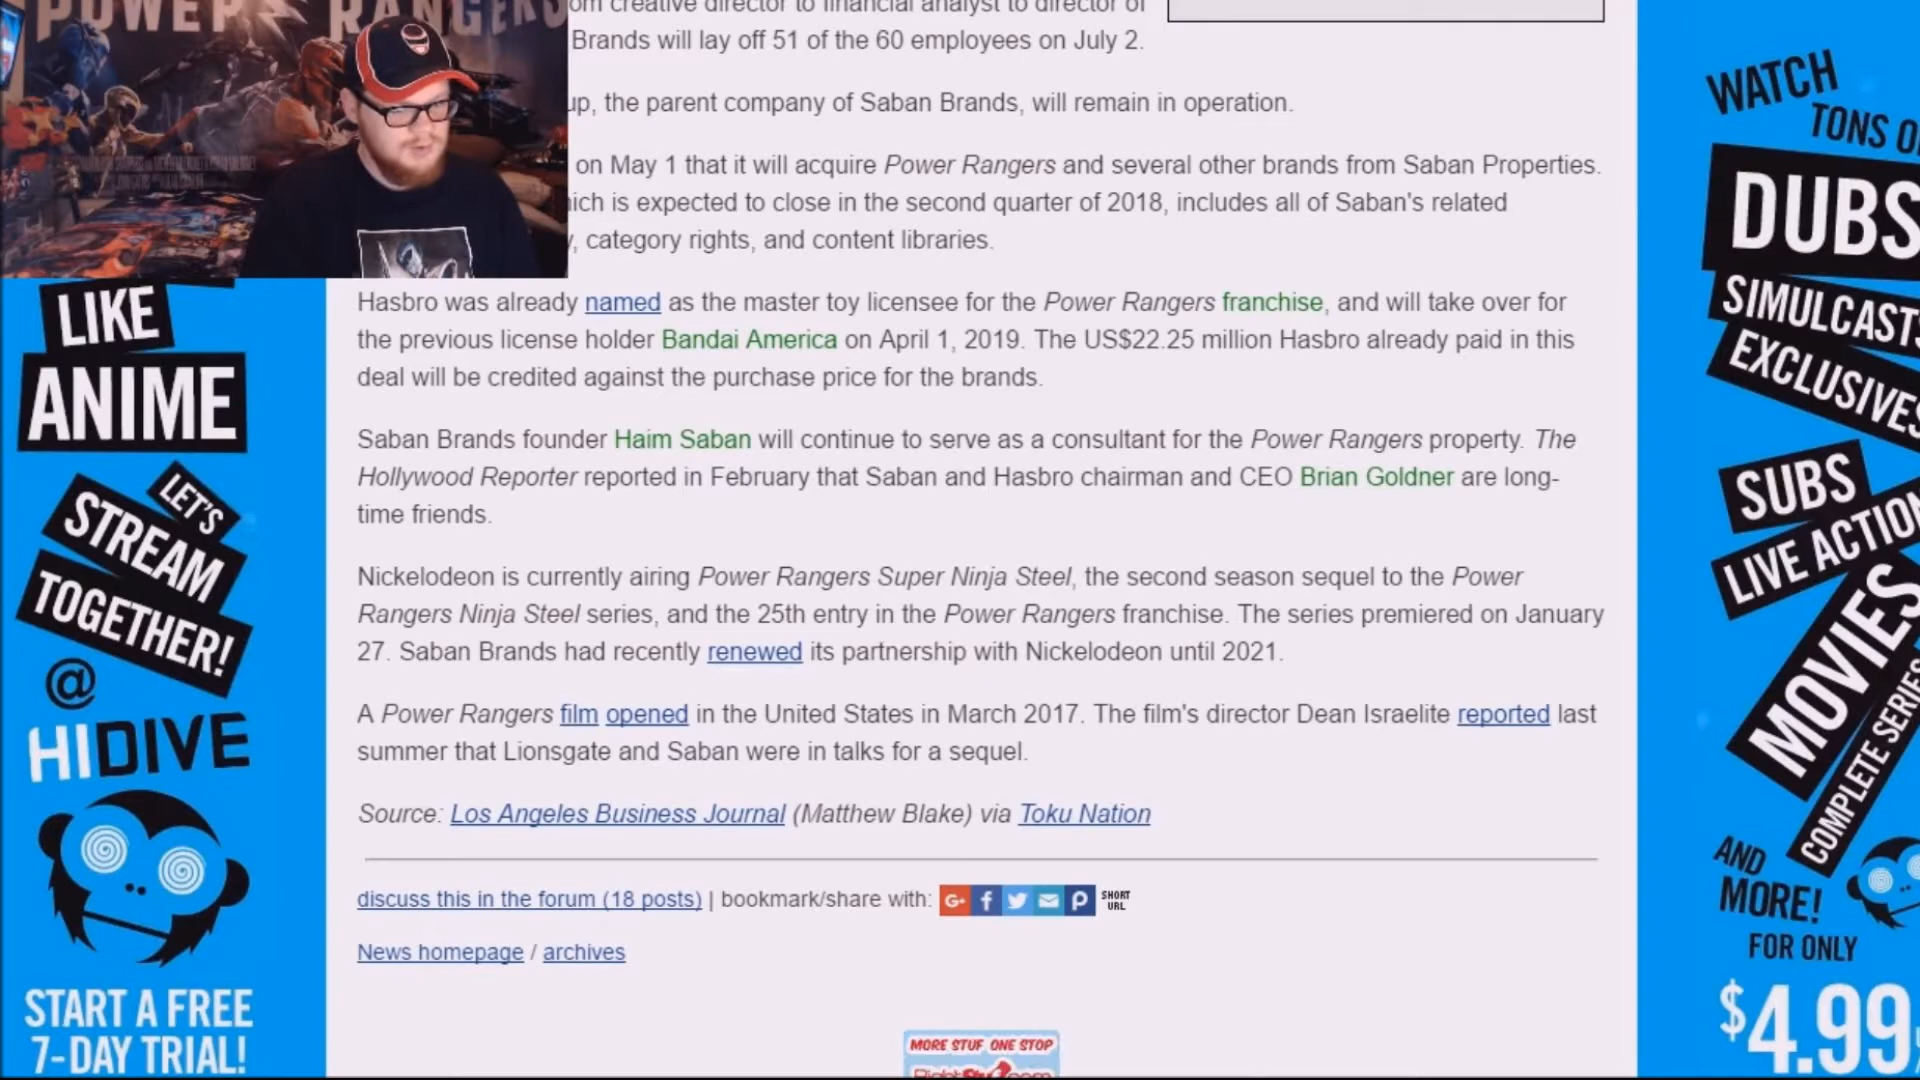 POWER RANGERS
om creative director to financial analyst to director of
Brands will lay off 51 of the 60 employees on July 2.
up, the parent company of Saban Brands, will remain in operation.
on May 1 that it will acquire Power Rangers and several other brands from Saban Properties.
ich is expected to close in the second quarter of 2018, includes all of Saban's related
, category rights, and content libraries.
Hasbro was already named as the master toy licensee for the Power Rangers franchise, and will take over for
the previous license holder Bandai America on April 1, 2019. The US$22.25 million Hasbro already paid in this
deal will be credited against the purchase price for the brands.
Saban Brands founder Haim Saban will continue to serve as a consultant for the Power Rangers property. The
Hollywood Reporter reported in February that Saban and Hasbro chairman and CEO Brian Goldner are long-
time friends.
Nickelodeon is currently airing Power Rangers Super Ninja Steel, the second season sequel to the Power
Rangers Ninja Steel series, and the 25th entry in the Power Rangers franchise. The series premiered on January
27. Saban Brands had recently renewed its partnership with Nickelodeon until 2021.
A Power Rangers film opened in the United States in March 2017. The film's director Dean Israelite reported last
summer that Lionsgate and Saban were in talks for a sequel.
Source: Los Angeles Business Journal (Matthew Blake) via Toku Nation
discuss this in the forum (18 posts) | bookmark/share with: G+ f SHORT URL
News homepage / archives
MORE STUF ONE STOP
LIKE
ANIME
LET'S
STREAM
TOGETHER!
@
HIDIVE
START A FREE
7-DAY TRIAL!
WATCH
TONS O
DUBS
SIMULCASTS
EXCLUSIVES
SUBS
LIVE ACTION
MOVIES
COMPLETE SERIES
AND
MORE!
FOR ONLY
$4.99